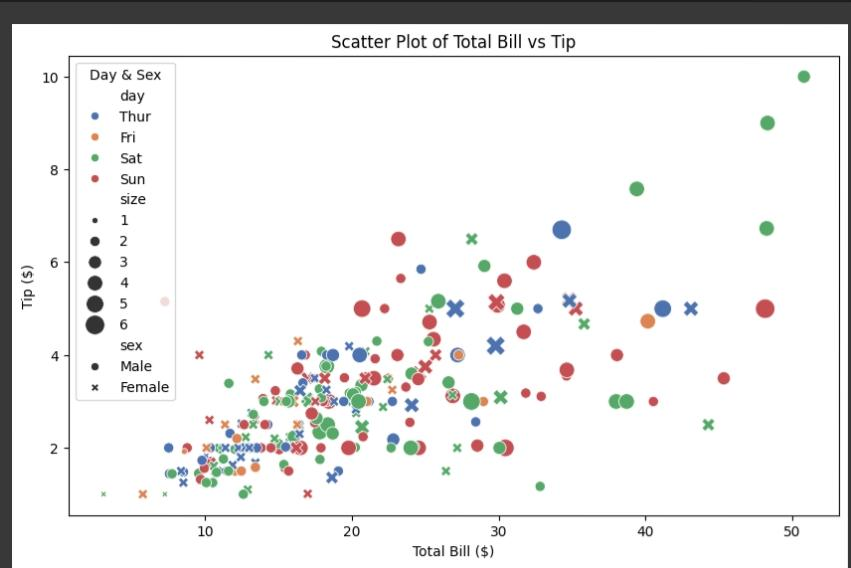 Scatter Plot of Total Bill vs Tip
Day & Sex
day
Thur
Fri
Sat
Sun
size
1
2
3
4
5
6
sex
Male
Female
10
8
6
4
2
Tip ($)
10
20
30
40
50
Total Bill ($)